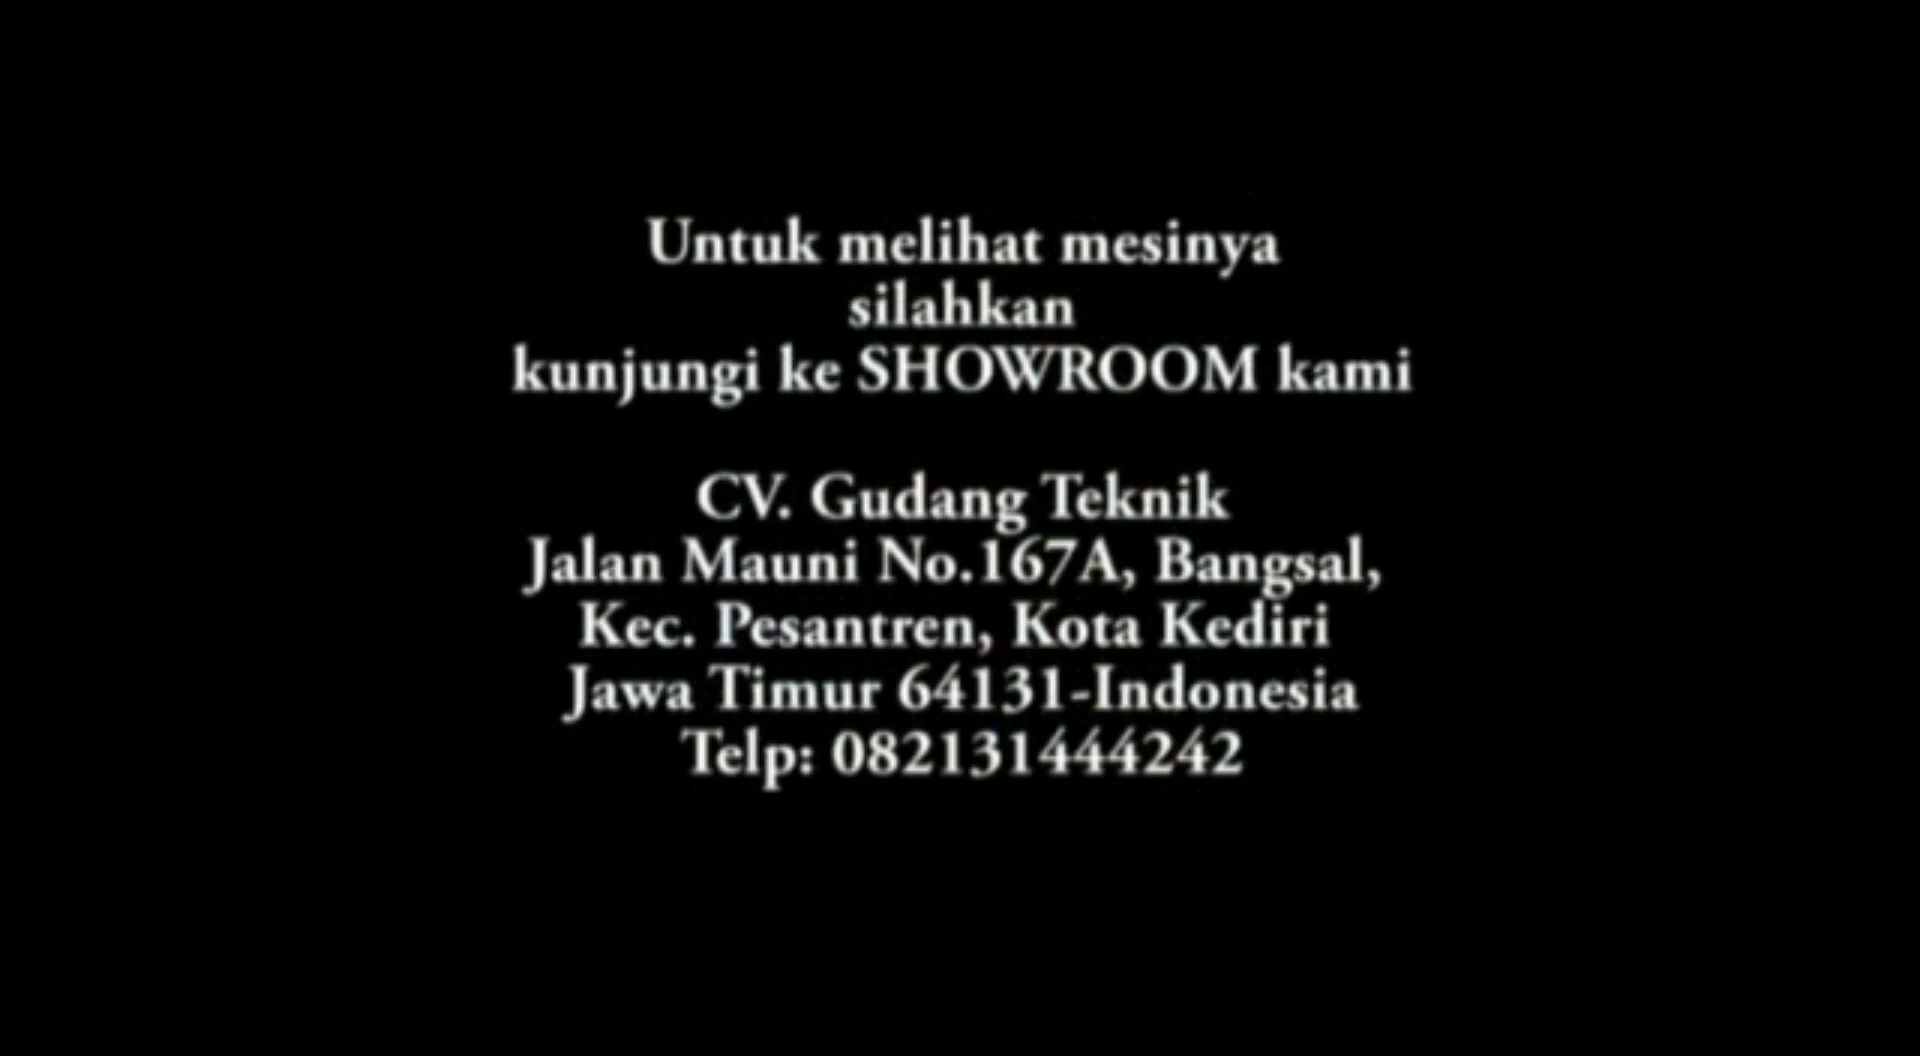 Untuk melihat mesinya
silahkan
kunjungi ke SHOWROOM kami
CV. Gudang Teknik
Jalan Mauni No.167A, Bangsal,
Kec. Pesantren, Kota Kediri
Jawa Timur 64131-Indonesia
Telp: 082131444242